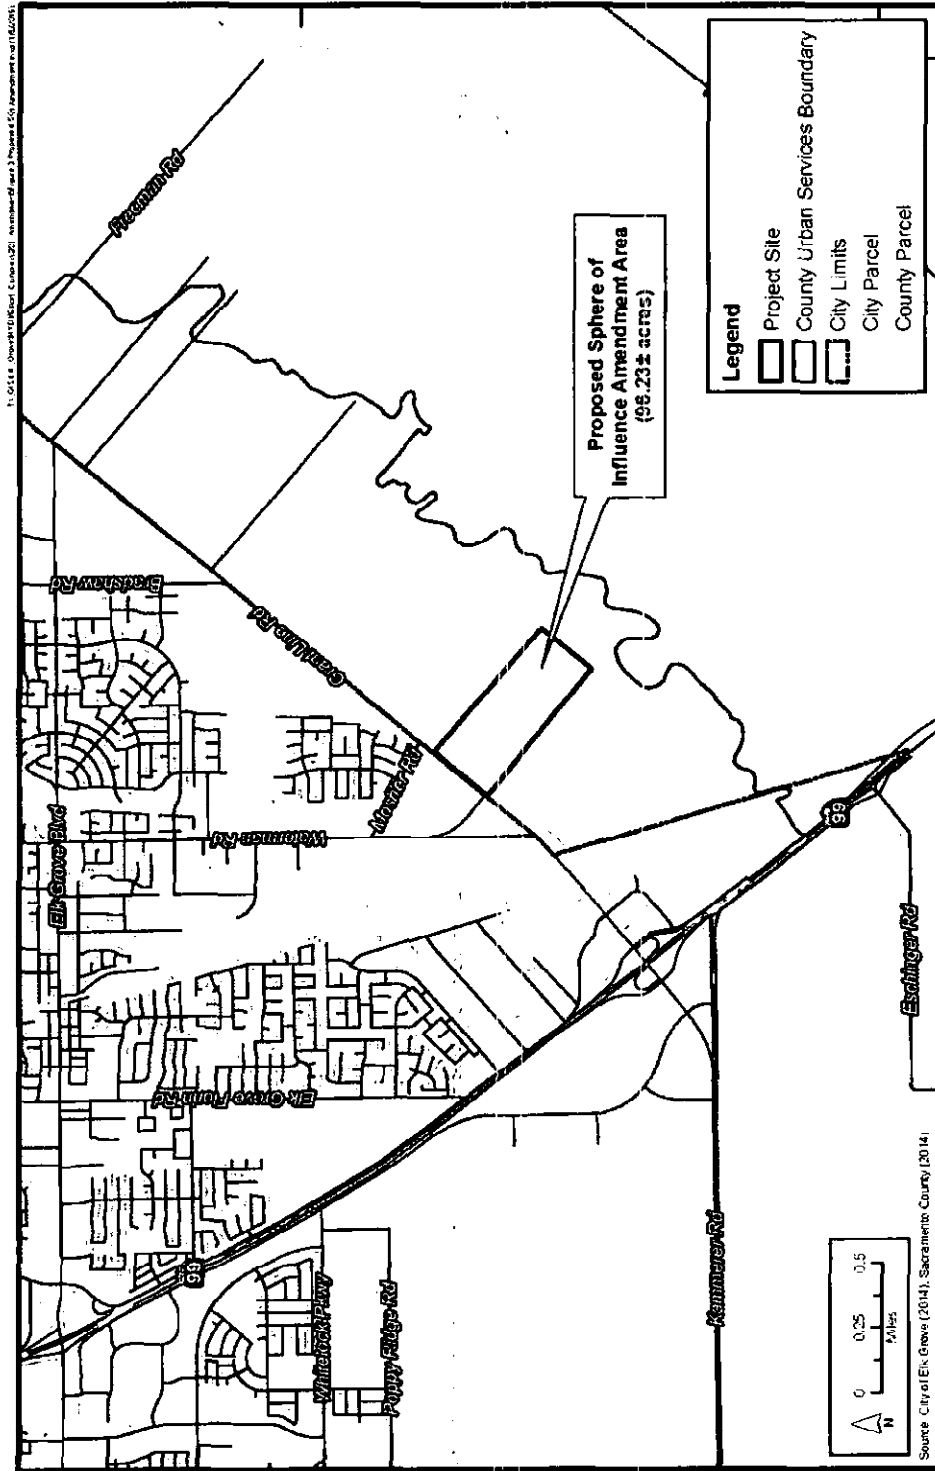 Freeman Rd
Grant Line Rd
Bradshaw Rd
Mosher Rd
Waterman Rd
Elk Grove Blvd
Elk Grove Florin Rd
99
Whitelock Pkwy
Poppy Ridge Rd
Kammerer Rd
99
Eschinger Rd
Proposed Sphere of
Influence Amendment Area
(98.23± acres)
Legend
Project Site
County Urban Services Boundary
City Limits
City Parcel
County Parcel
N
0 0.25 0.5
Miles
Source: City of Elk Grove (2014), Sacramento County (2014)